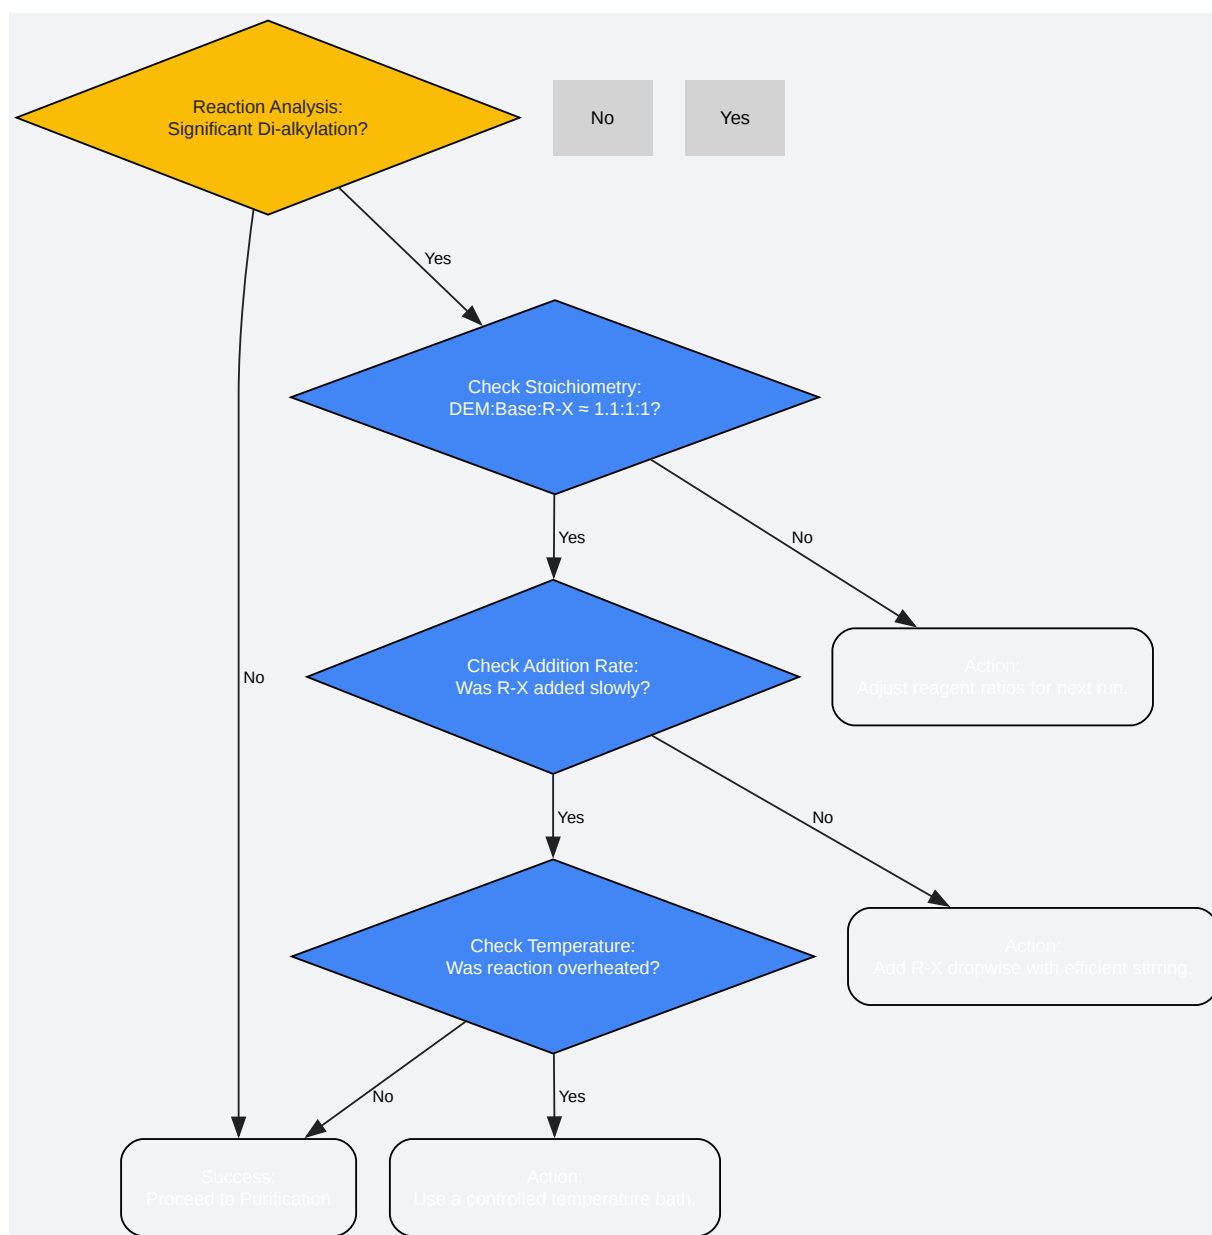 Reaction Analysis:
Significant Di-alkylation?
No
Yes
Yes
Check Stoichiometry:
DEM:Base:R-X ≈ 1.1:1:1?
Yes
No
Check Addition Rate:
Was R-X added slowly?
No
Action:
Adjust reagent ratios for next run.
Yes
No
Check Temperature:
Was reaction overheated?
Action:
Add R-X dropwise with efficient stirring.
No
Yes
Success:
Proceed to Purification
Action:
Use a controlled temperature bath.